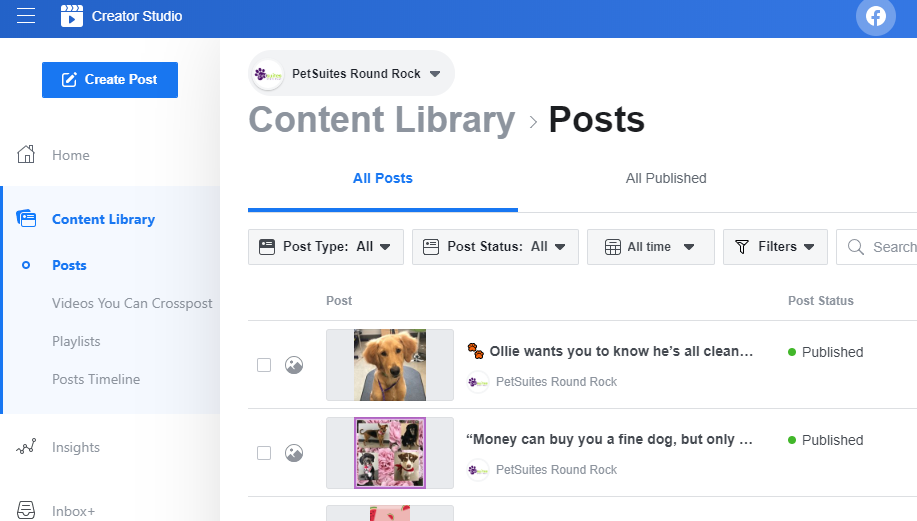 Creator Studio
Create Post
PetSuites Round Rock
Content Library > Posts
Home
All Posts
All Published
Content Library
Post Type: All
Post Status: All
All time
Filters
Search
Posts
Videos You Can Crosspost
Post
Post Status
Playlists
Ollie wants you to know he’s all clean…
Published
Posts Timeline
PetSuites Round Rock
“Money can buy you a fine dog, but only …
Published
Insights
PetSuites Round Rock
Inbox+